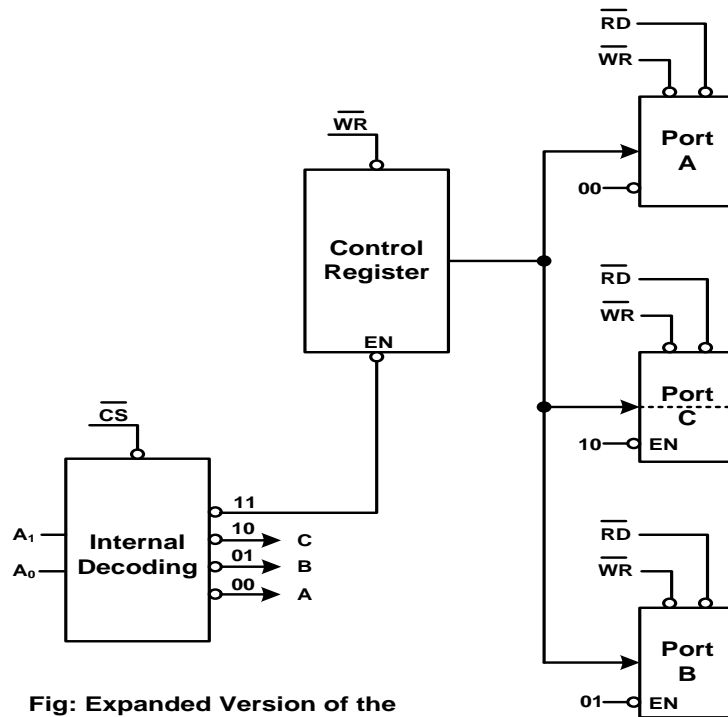 RD
WR
Port
A
00
WR
Control
Register
EN
RD
WR
Port
C
10
EN
CS
A₁
A₀
Internal
Decoding
11
10
C
01
B
00
A
RD
WR
Port
B
01
EN
Fig: Expanded Version of the